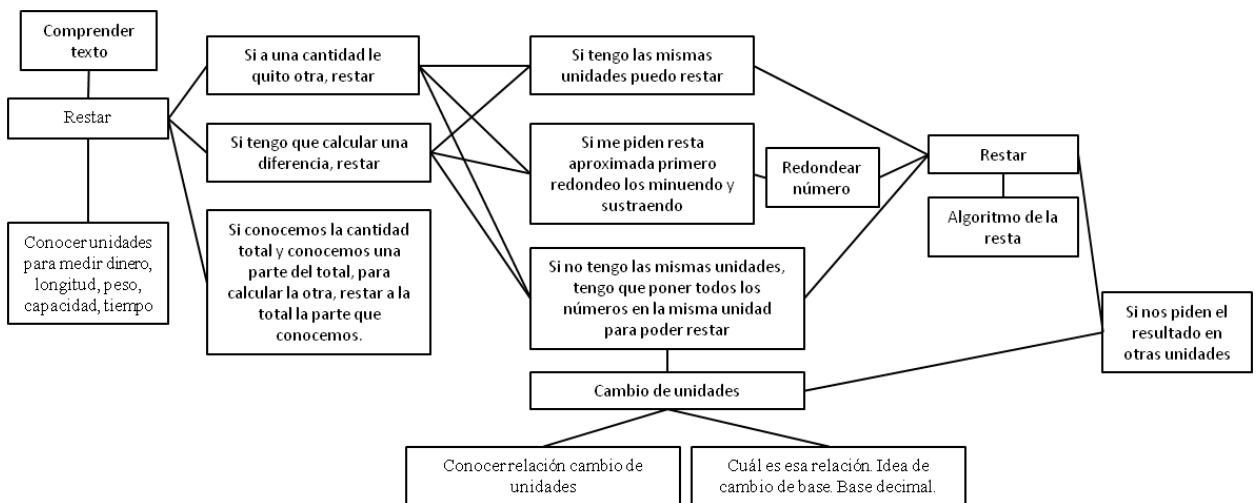 Comprender
texto
Restar
Conocer unidades
para medir dinero,
longitud, peso,
capacidad, tiempo
Si a una cantidad le
quito otra, restar
Si tengo que calcular una
diferencia, restar
Si conocemos la cantidad
total y conocemos una
parte del total, para
calcular la otra, restar a la
total la parte que
conocemos.
Si tengo las mismas
unidades puedo restar
Si me piden resta
aproximada primero
redondeo los minuendo y
sustraendo
Redondear
número
Si no tengo las mismas unidades,
tengo que poner todos los
números en la misma unidad
para poder restar
Cambio de unidades
Conocer relación cambio de
unidades
Cuál es esa relación. Idea de
cambio de base. Base decimal.
Restar
Algoritmo de la
resta
Si nos piden el
resultado en
otras unidades